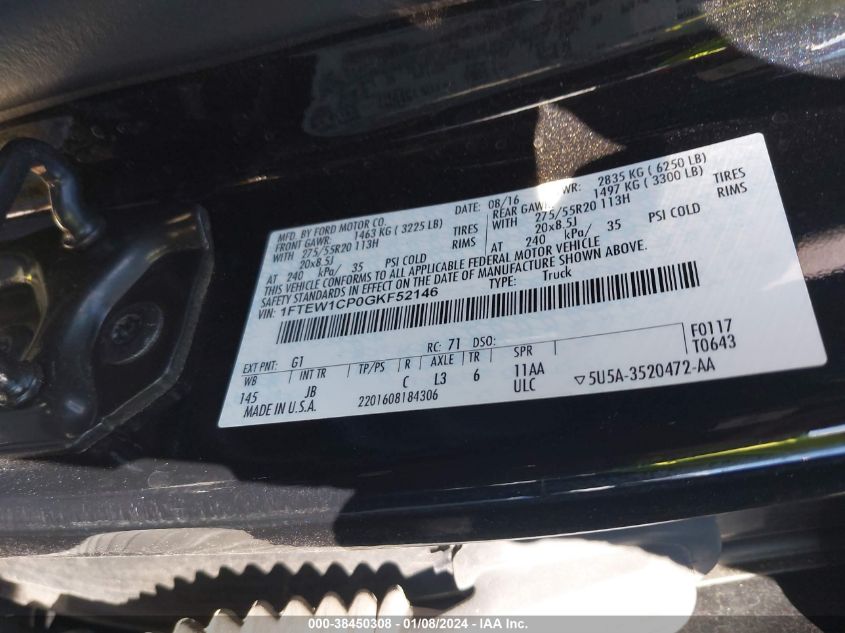 MFD. BY FORD MOTOR CO.
DATE: 08/16
WR: 2835 KG ( 6250 LB)
FRONT GAWR: 1463 KG ( 3225 LB)
REAR GAWR: 1497 KG ( 3300 LB)
WITH 275/55R20 113H TIRES
WITH 275/55R20 113H TIRES
20x8.5J RIMS
20x8.5J RIMS
AT 240 kPa/ 35 PSI COLD
AT 240 kPa/ 35 PSI COLD
THIS VEHICLE CONFORMS TO ALL APPLICABLE FEDERAL MOTOR VEHICLE
SAFETY STANDARDS IN EFFECT ON THE DATE OF MANUFACTURE SHOWN ABOVE.
VIN: 1FTEW1CP0GKF52146
TYPE: Truck
EXT PNT: G1 RC: 71 DSO:
F0117
WB INT TR TP/PS R AXLE TR SPR
T0643
145 JB C L3 6 11AA
ULC
▽5U5A-3520472-AA
MADE IN U.S.A.
2201608184306
000-38450308 - 01/08/2024 - IAA Inc.